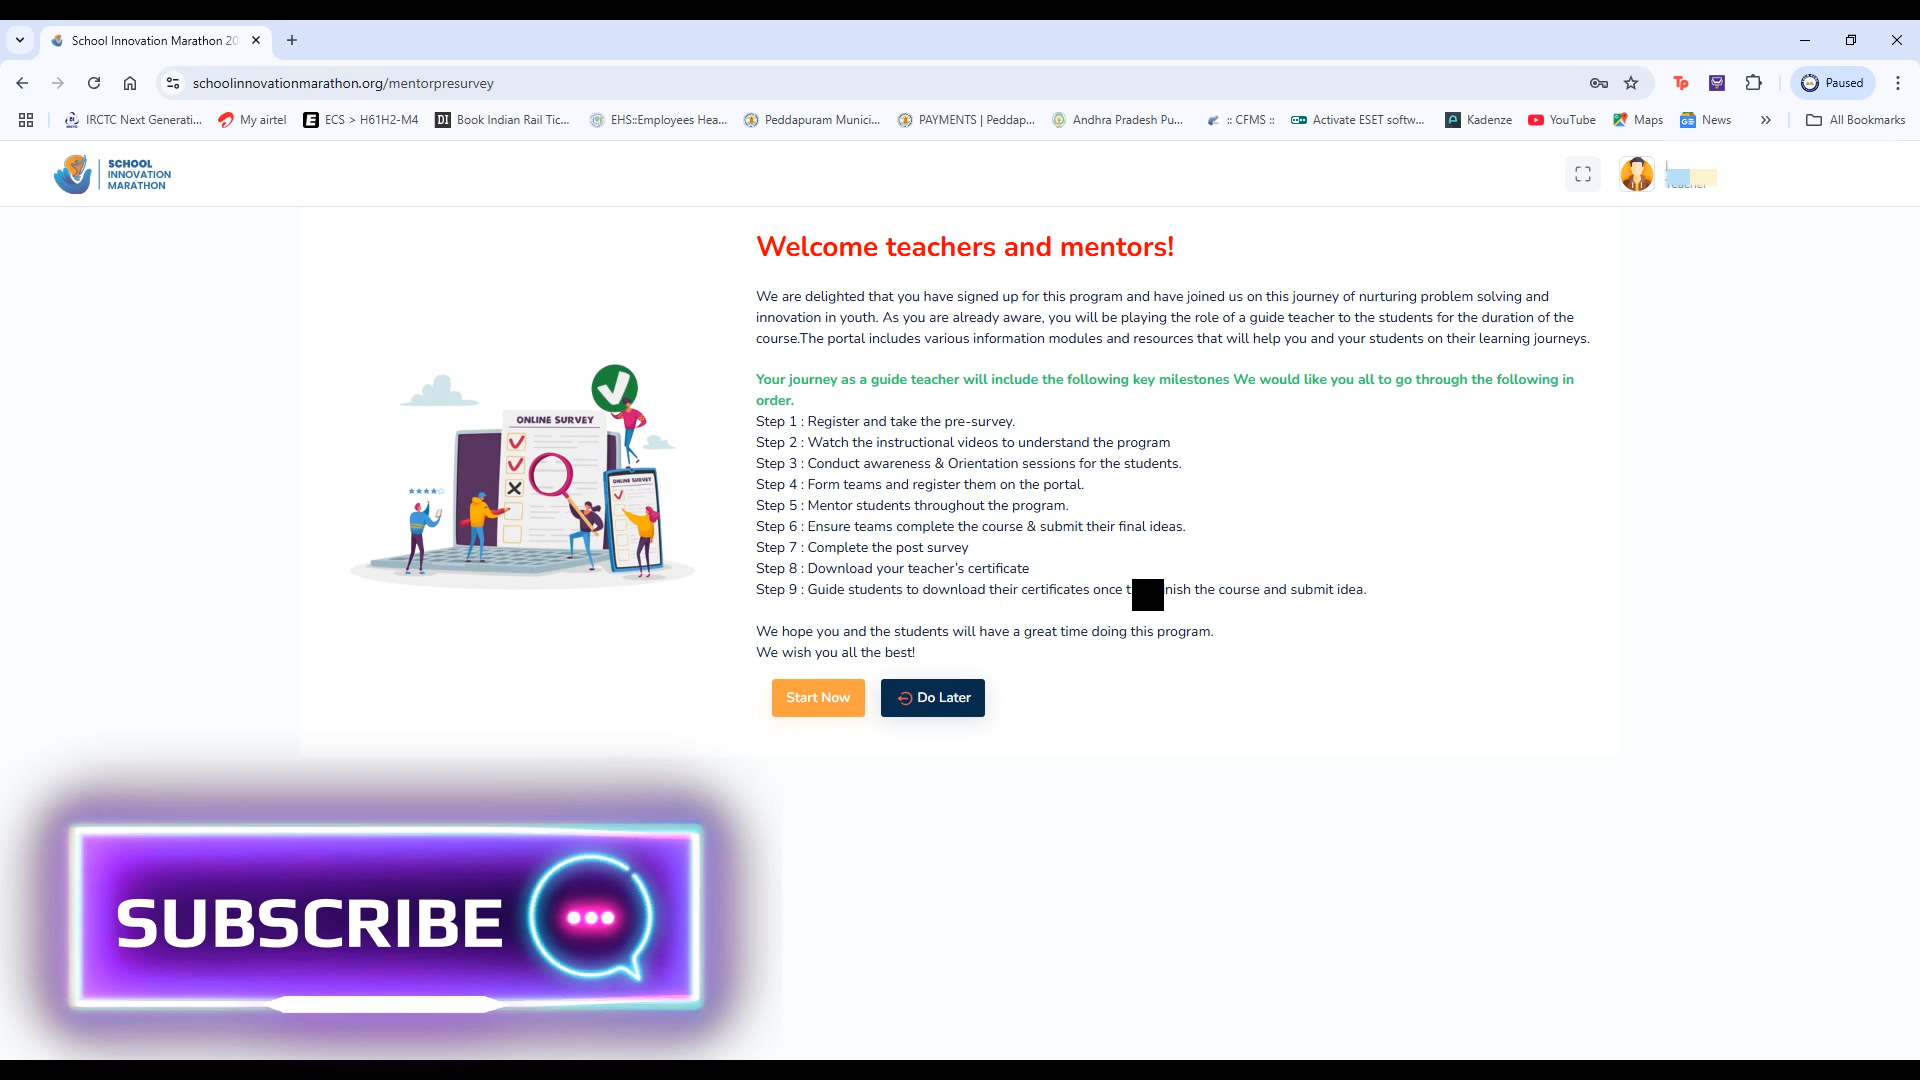 School Innovation Marathon 20
schoolinnovationmarathon.org/mentorpresurvey
Tp
Paused
IRCTC Next Generati...
My airtel
ECS > H61H2-M4
Book Indian Rail Tic...
EHS::Employees Hea...
Peddapuram Munici...
PAYMENTS | Peddap...
Andhra Pradesh Pu...
:: CFMS ::
Activate ESET softw...
Kadenze
YouTube
Maps
News
»
All Bookmarks
SCHOOL
INNOVATION
MARATHON
Teacher
Welcome teachers and mentors!
We are delighted that you have signed up for this program and have joined us on this journey of nurturing problem solving and
innovation in youth. As you are already aware, you will be playing the role of a guide teacher to the students for the duration of the
course.The portal includes various information modules and resources that will help you and your students on their learning journeys.
Your journey as a guide teacher will include the following key milestones We would like you all to go through the following in
order.
Step 1 : Register and take the pre-survey.
Step 2 : Watch the instructional videos to understand the program
Step 3 : Conduct awareness & Orientation sessions for the students.
Step 4 : Form teams and register them on the portal.
Step 5 : Mentor students throughout the program.
Step 6 : Ensure teams complete the course & submit their final ideas.
Step 7 : Complete the post survey
Step 8 : Download your teacher's certificate
Step 9 : Guide students to download their certificates once t nish the course and submit idea.
We hope you and the students will have a great time doing this program.
We wish you all the best!
Start Now
Do Later
ONLINE SURVEY
ONLINE SURVEY
SUBSCRIBE